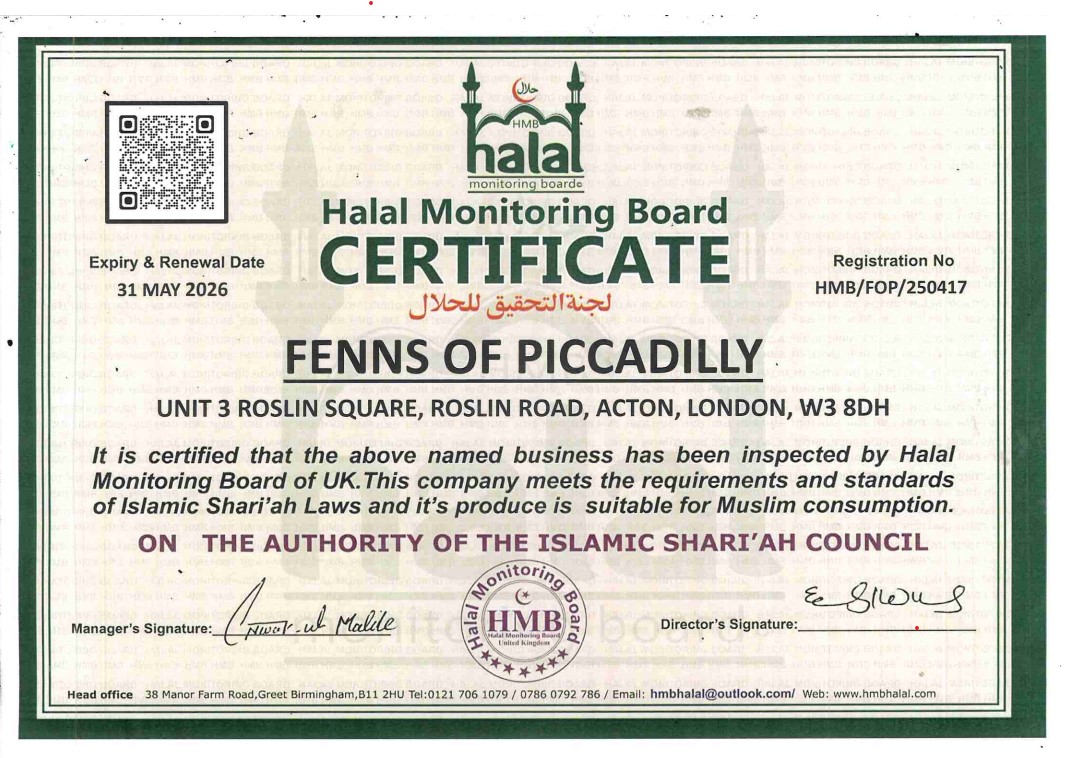 حلال
HMB
halal
monitoring board©
Halal Monitoring Board
CERTIFICATE
لجنة التحقيق للحلال
Expiry & Renewal Date
31 MAY 2026
Registration No
HMB/FOP/250417
FENNS OF PICCADILLY
UNIT 3 ROSLIN SQUARE, ROSLIN ROAD, ACTON, LONDON, W3 8DH
It is certified that the above named business has been inspected by Halal
Monitoring Board of UK.This company meets the requirements and standards
of Islamic Shari'ah Laws and it's produce is suitable for Muslim consumption.
ON THE AUTHORITY OF THE ISLAMIC SHARI'AH COUNCIL
Manager's Signature:
Halal Monitoring Board
HMB
Halal Monitoring Board
United Kingdom
Director's Signature:
Head office 38 Manor Farm Road,Greet Birmingham,B11 2HU Tel:0121 706 1079 / 0786 0792 786 / Email: hmbhalal@outlook.com/ Web: www.hmbhalal.com